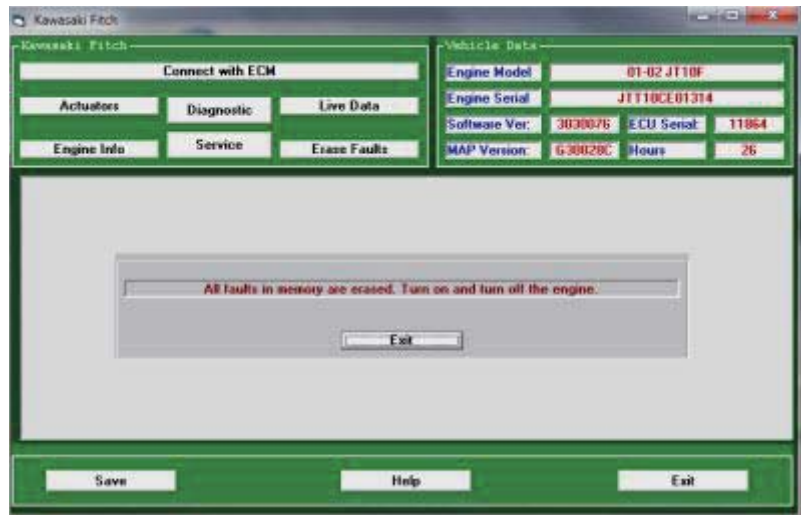 Kawasaki Fitch
Kawasaki Fitch
Connect with ECM
Actuators
Diagnostic
Live Data
Engine Info
Service
Erase Faults
Vehicle Data
Engine Model 01-02 JT10F
Engine Serial JTT10CE01314
Software Ver: 3030076 ECU Serial: 11864
MAP Version: G30028C Hours 26
All faults in memory are erased. Turn on and turn off the engine.
Exit
Save Help Exit